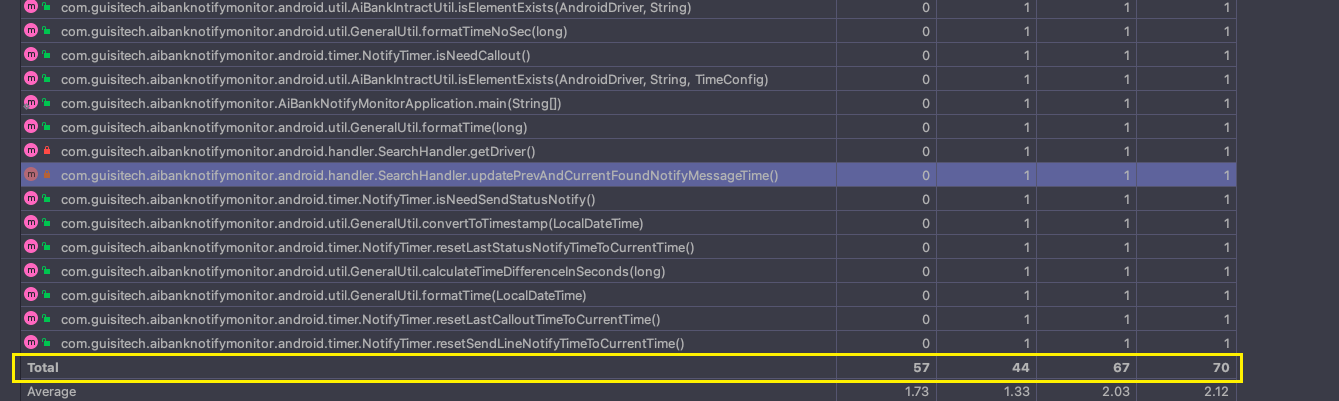 com.guisitech.aibanknotifymonitor.android.util.AiBankIntractUtil.isElementExists(AndroidDriver, String) 0 1 1 1
m com.guisitech.aibanknotifymonitor.android.util.GeneralUtil.formatTimeNoSec(long) 0 1 1 1
m com.guisitech.aibanknotifymonitor.android.timer.NotifyTimer.isNeedCallout() 0 1 1 1
m com.guisitech.aibanknotifymonitor.android.util.AiBankIntractUtil.isElementExists(AndroidDriver, String, TimeConfig) 0 1 1 1
m com.guisitech.aibanknotifymonitor.AiBankNotifyMonitorApplication.main(String[]) 0 1 1 1
m com.guisitech.aibanknotifymonitor.android.util.GeneralUtil.formatTime(long) 0 1 1 1
m com.guisitech.aibanknotifymonitor.android.handler.SearchHandler.getDriver() 0 1 1 1
m com.guisitech.aibanknotifymonitor.android.handler.SearchHandler.updatePrevAndCurrentFoundNotifyMessageTime() 0 1 1 1
m com.guisitech.aibanknotifymonitor.android.timer.NotifyTimer.isNeedSendStatusNotify() 0 1 1 1
m com.guisitech.aibanknotifymonitor.android.util.GeneralUtil.convertToTimestamp(LocalDateTime) 0 1 1 1
m com.guisitech.aibanknotifymonitor.android.timer.NotifyTimer.resetLastStatusNotifyTimeToCurrentTime() 0 1 1 1
m com.guisitech.aibanknotifymonitor.android.util.GeneralUtil.calculateTimeDifferenceInSeconds(long) 0 1 1 1
m com.guisitech.aibanknotifymonitor.android.util.GeneralUtil.formatTime(LocalDateTime) 0 1 1 1
m com.guisitech.aibanknotifymonitor.android.timer.NotifyTimer.resetLastCalloutTimeToCurrentTime() 0 1 1 1
m com.guisitech.aibanknotifymonitor.android.timer.NotifyTimer.resetSendLineNotifyTimeToCurrentTime() 0 1 1 1
Total 57 44 67 70
Average 1.73 1.33 2.03 2.12